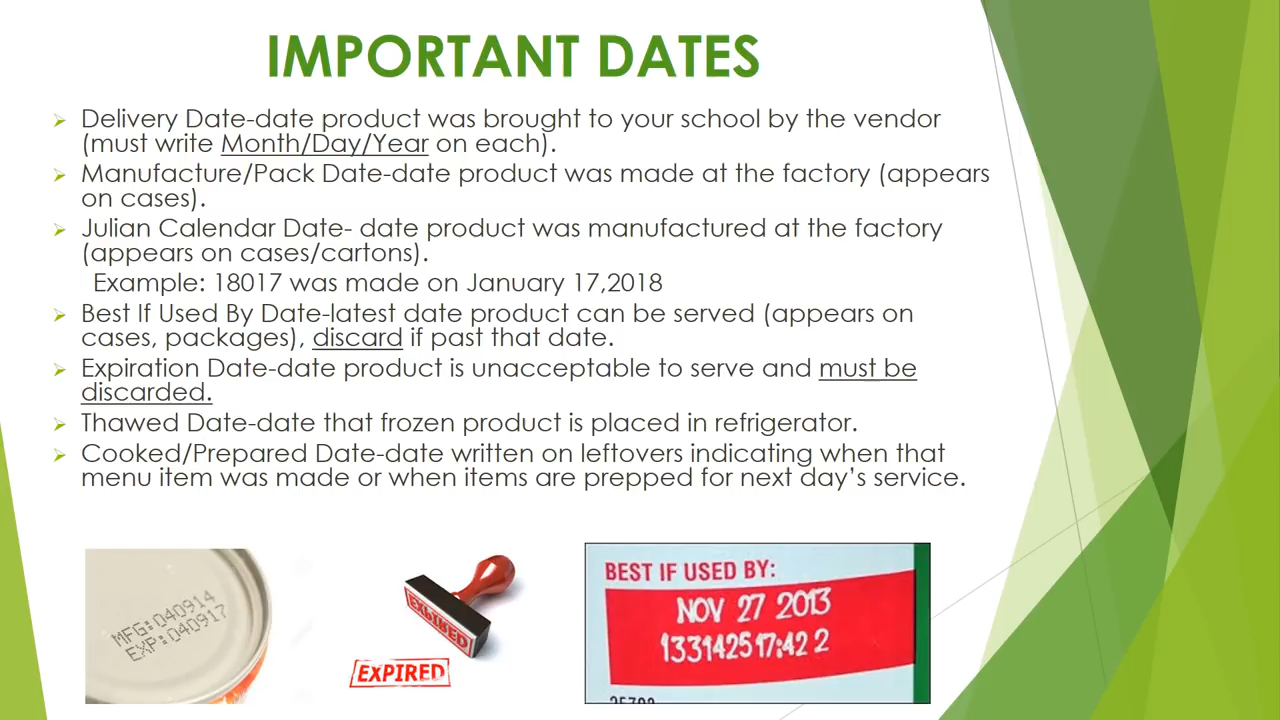 IMPORTANT DATES
Delivery Date-date product was brought to your school by the vendor
(must write Month/Day/Year on each).
Manufacture/Pack Date-date product was made at the factory (appears
on cases).
Julian Calendar Date- date product was manufactured at the factory
(appears on cases/cartons).
Example: 18017 was made on January 17,2018
Best If Used By Date-latest date product can be served (appears on
cases, packages), discard if past that date.
Expiration Date-date product is unacceptable to serve and must be
discarded.
Thawed Date-date that frozen product is placed in refrigerator.
Cooked/Prepared Date-date written on leftovers indicating when that
menu item was made or when items are prepped for next day's service.
MFG:040914
EXP:040917
EXPIRED
EXPIRED
BEST IF USED BY:
NOV 27 2013
1331425 17:42 2